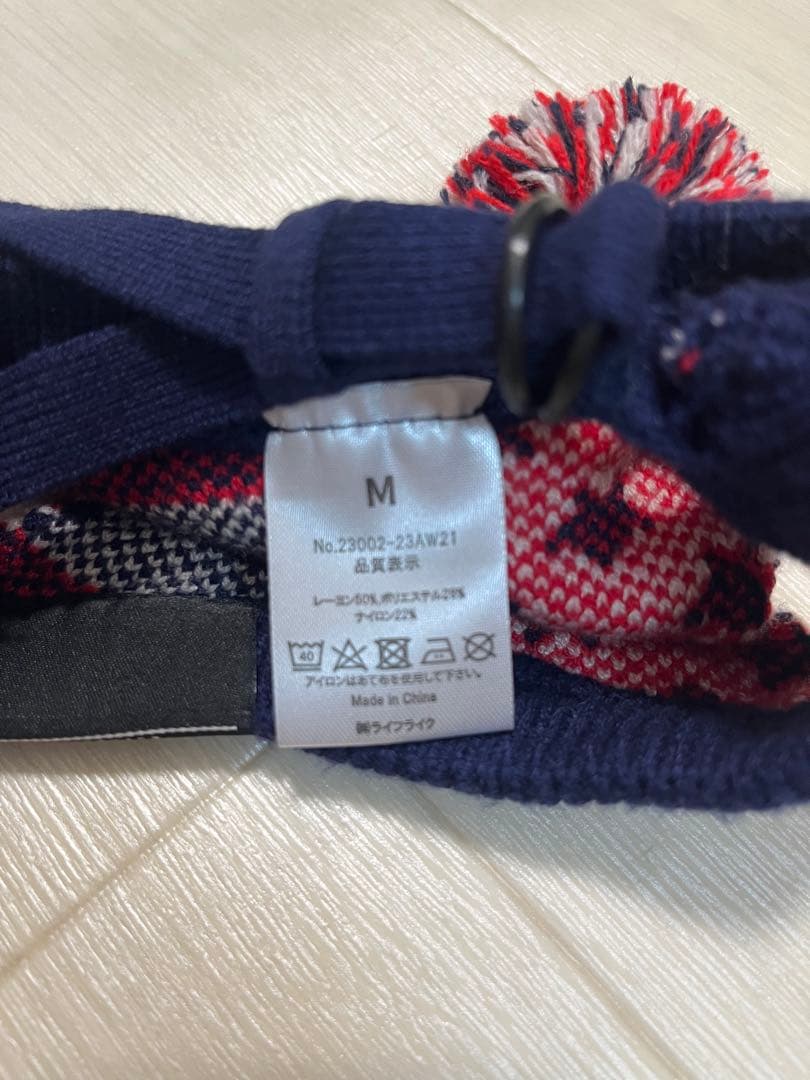 M
No.23002-23AW21
品質表示
レーヨン50%, ポリエステル28%
ナイロン22%
40
アイロンはあて布を使用して下さい。
Made in China
㈱ライフライク